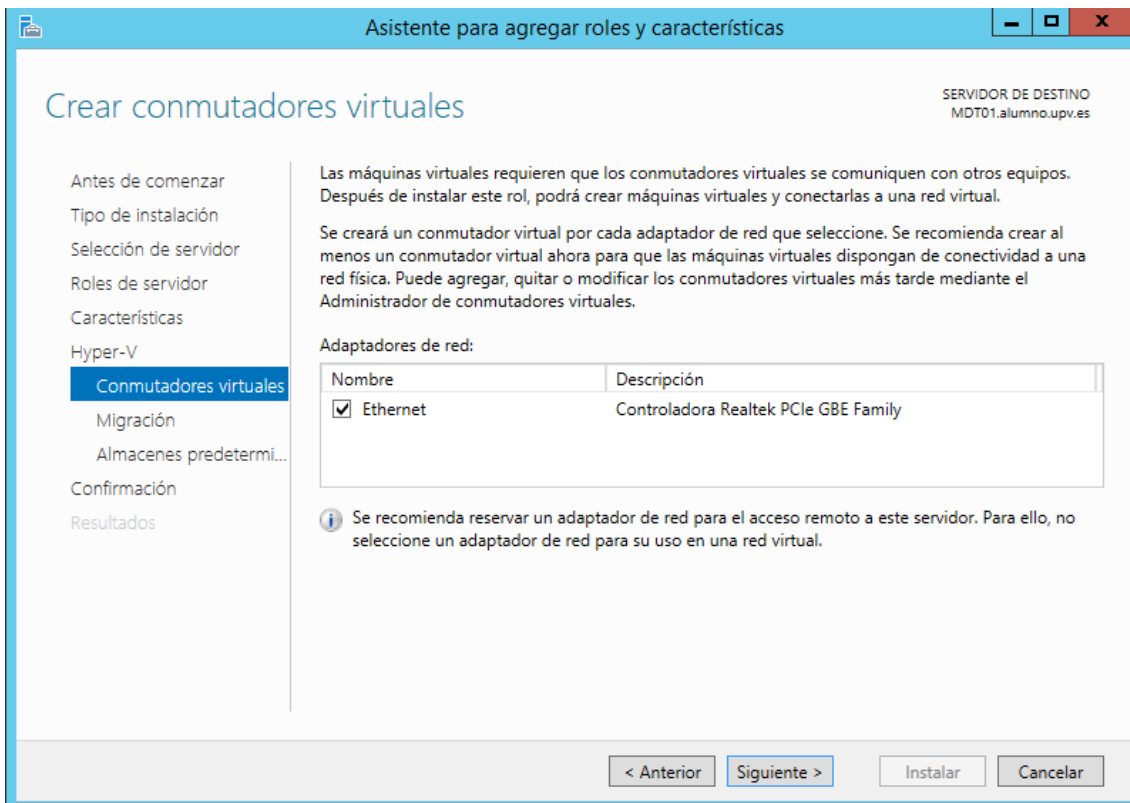 Asistente para agregar roles y características
Crear conmutadores virtuales
SERVIDOR DE DESTINO
MDT01.alumno.upv.es
Antes de comenzar
Tipo de instalación
Selección de servidor
Roles de servidor
Características
Hyper-V
Conmutadores virtuales
Migración
Almacenes predetermi...
Confirmación
Resultados
Las máquinas virtuales requieren que los conmutadores virtuales se comuniquen con otros equipos.
Después de instalar este rol, podrá crear máquinas virtuales y conectarlas a una red virtual.
Se creará un conmutador virtual por cada adaptador de red que seleccione. Se recomienda crear al
menos un conmutador virtual ahora para que las máquinas virtuales dispongan de conectividad a una
red física. Puede agregar, quitar o modificar los conmutadores virtuales más tarde mediante el
Administrador de conmutadores virtuales.
Adaptadores de red:
Nombre Descripción
Ethernet Controladora Realtek PCIe GBE Family
Se recomienda reservar un adaptador de red para el acceso remoto a este servidor. Para ello, no
seleccione un adaptador de red para su uso en una red virtual.
< Anterior Siguiente > Instalar Cancelar